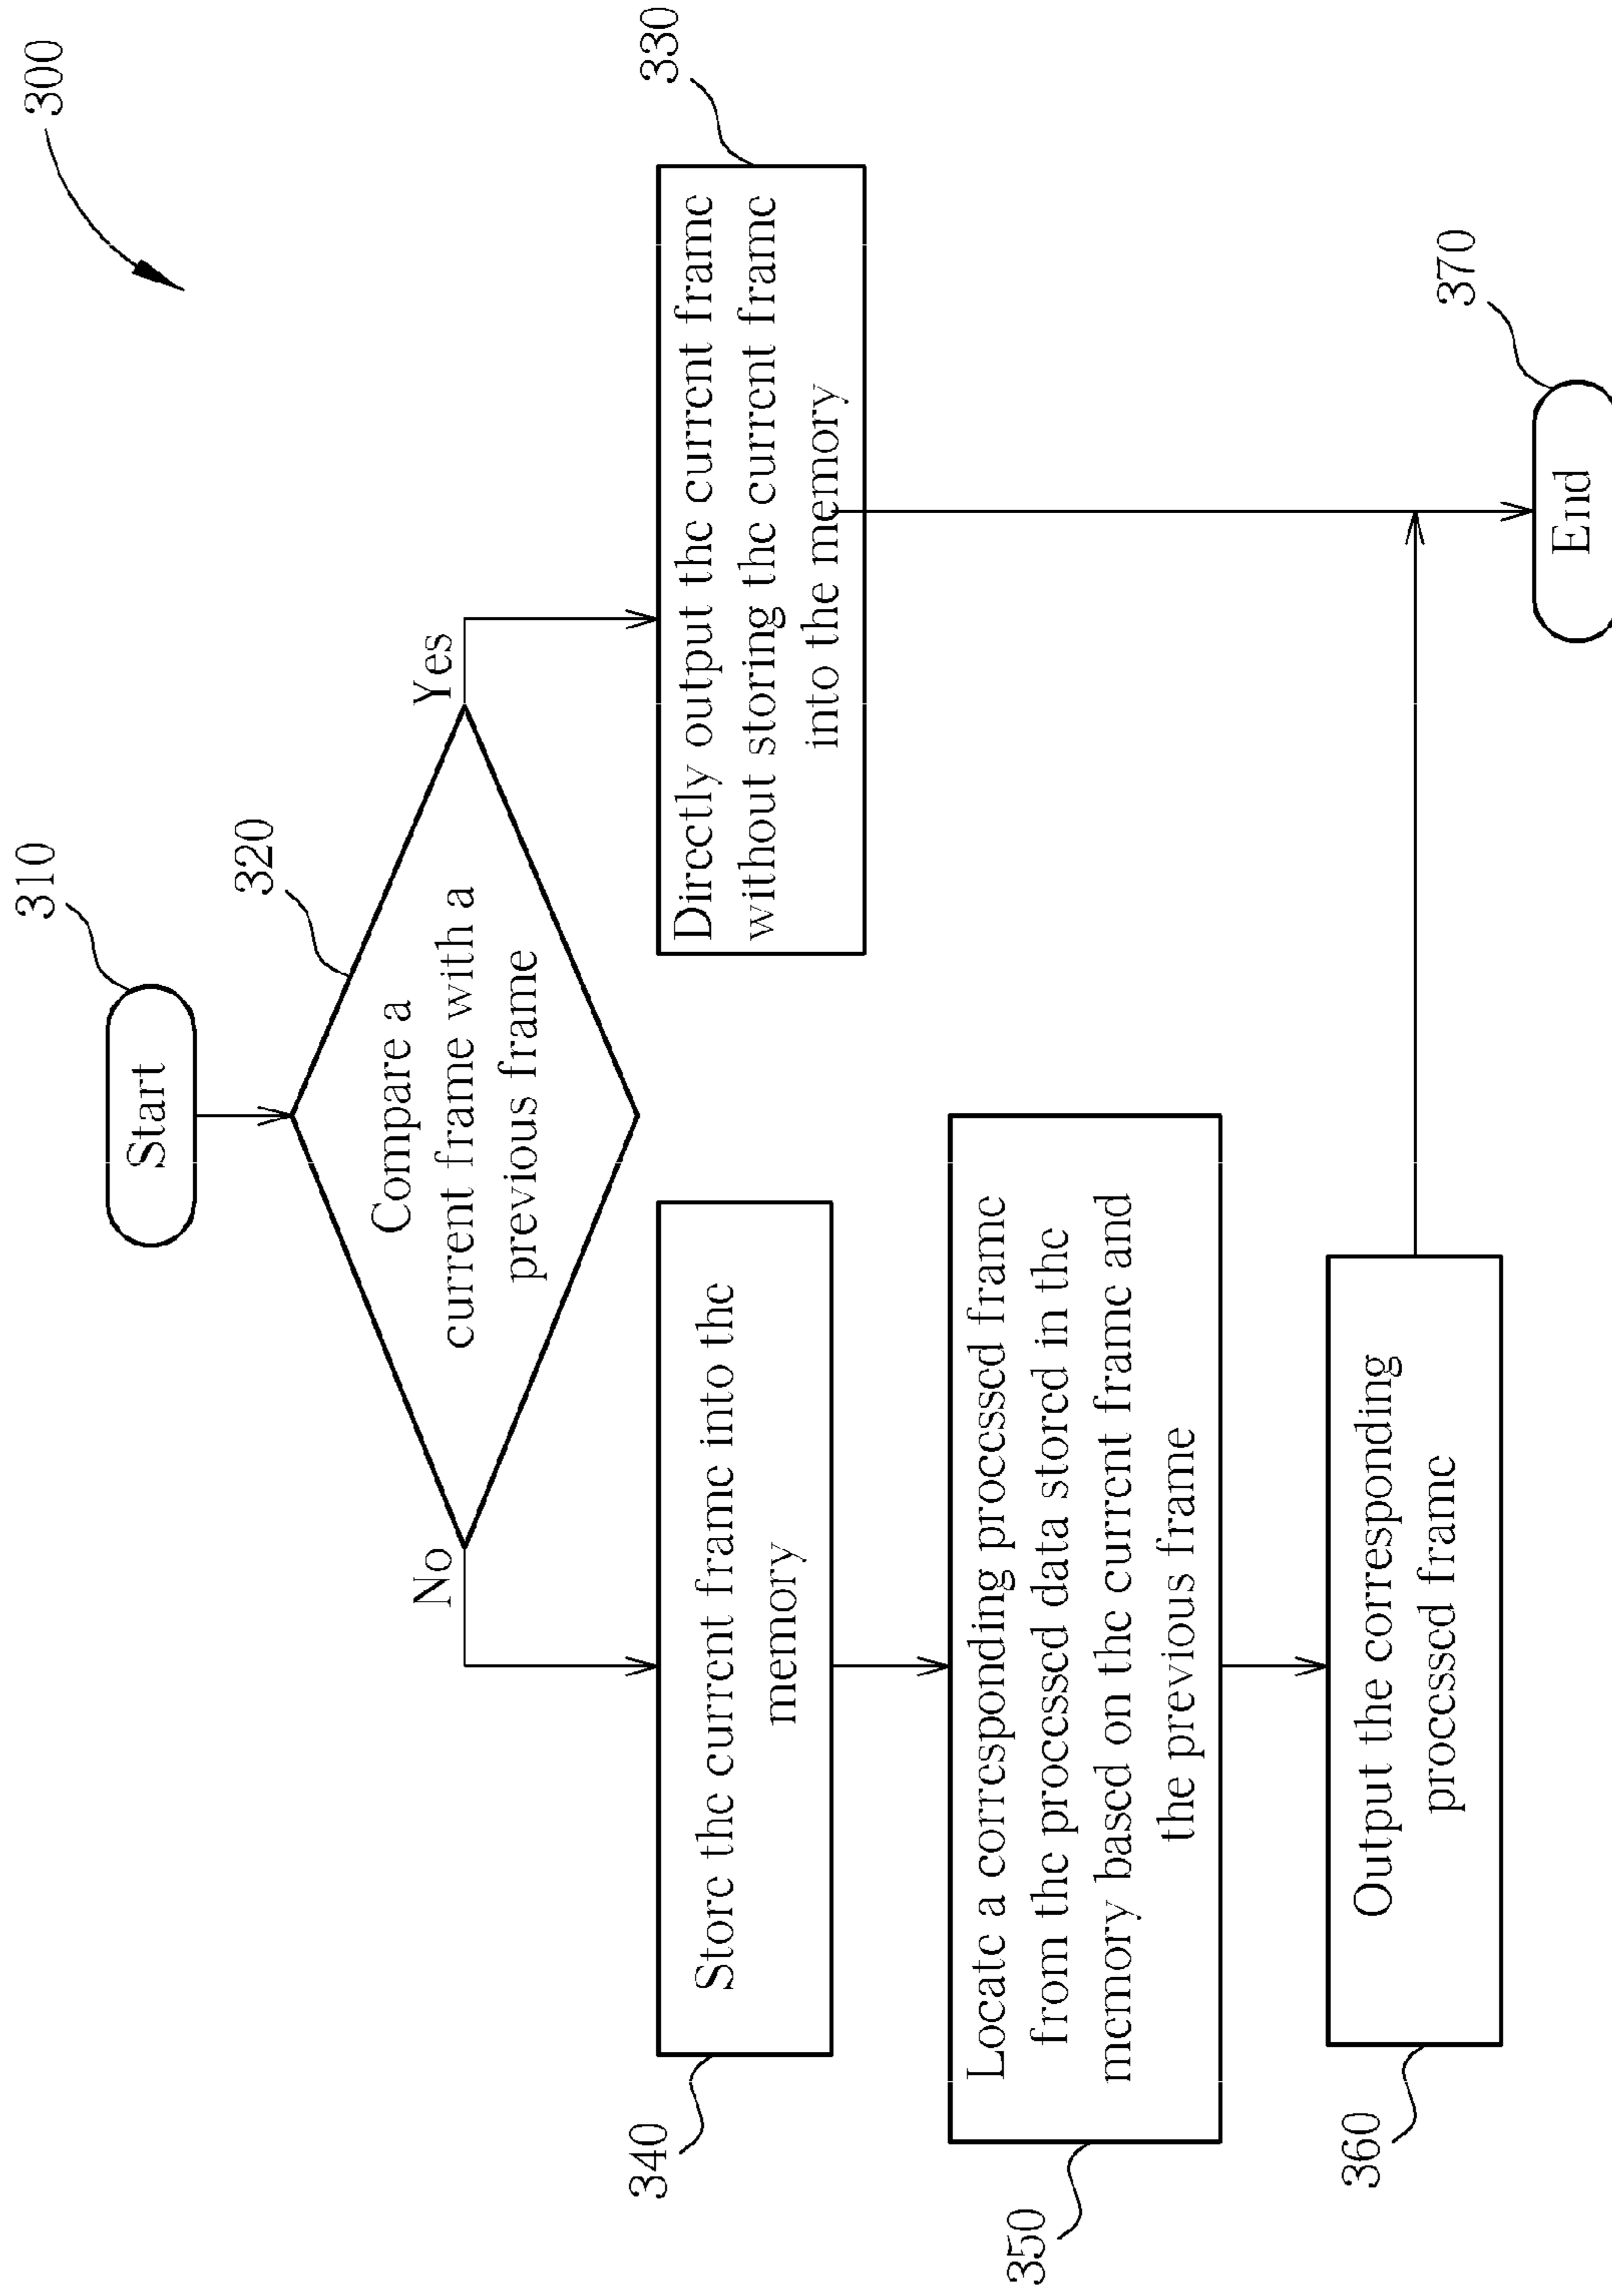 300
310
Start
320
Compare a
current frame with a
previous frame
Yes
No
330
Directly output the current frame
without storing the current frame
into the memory
340
Store the current frame into the
memory
350
Locate a corresponding processed frame
from the processed data stored in the
memory based on the current frame and
the previous frame
360
Output the corresponding
processed frame
370
End